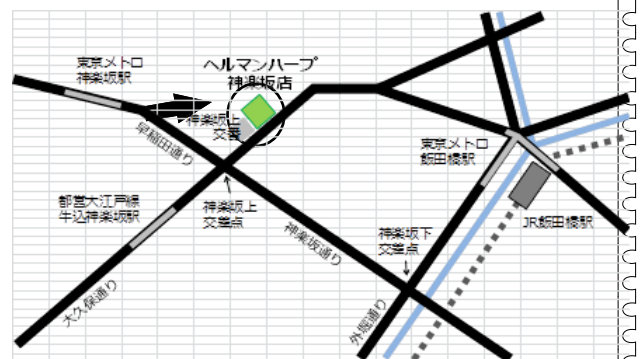 東京メトロ
神楽坂駅
ヘルマンハープ
神楽坂店
神楽坂上
交番
早稲田通り
東京メトロ
飯田橋駅
都営大江戸線
牛込神楽坂駅
神楽坂上
交差点
神楽坂通り
神楽坂下
交差点
JR飯田橋駅
大久保通り
外堀通り